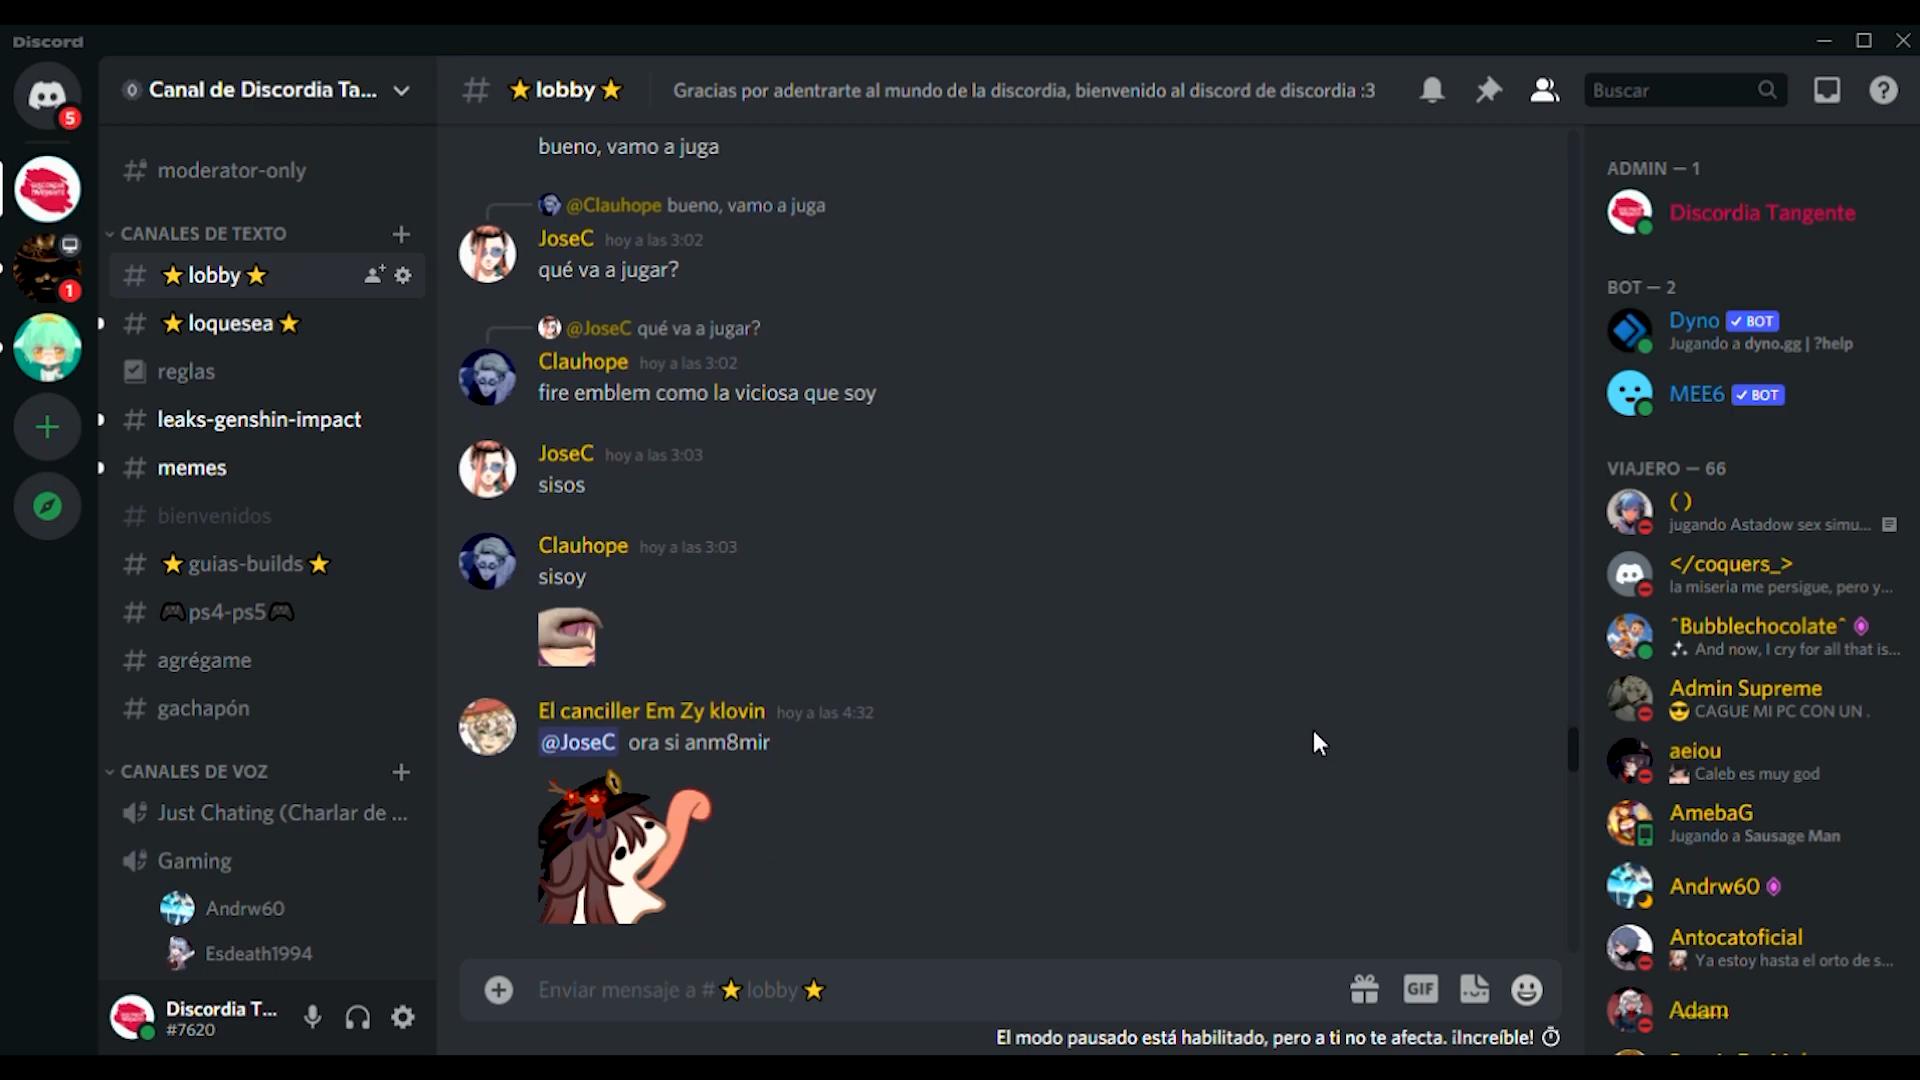 Discord
5
Canal de Discordia Ta...
lobby
Gracias por adentrarte al mundo de la discordia, bienvenido al discord de discordia :3
Buscar
moderator-only
CANALES DE TEXTO
lobby
1
loquesea
reglas
leaks-genshin-impact
memes
bienvenidos
guias-builds
ps4-ps5
agrégame
gachapón
CANALES DE VOZ
Just Chating (Charlar de ...
Gaming
Andrw60
Esdeath1994
Discordia T...
#7620
bueno, vamo a juga
@Clauhope bueno, vamo a juga
JoseC hoy a las 3:02
qué va a jugar?
@JoseC qué va a jugar?
Clauhope hoy a las 3:02
fire emblem como la viciosa que soy
JoseC hoy a las 3:03
sisos
Clauhope hoy a las 3:03
sisoy
El canciller Em Zy klovin hoy a las 4:32
@JoseC ora si anm8mir
Enviar mensaje a # lobby
GIF
El modo pausado está habilitado, pero a ti no te afecta. ¡Increíble!
ADMIN — 1
Discordia Tangente
BOT — 2
Dyno BOT
Jugando a dyno.gg | ?help
MEE6 BOT
VIAJERO — 66
( )
jugando Astadow sex simu...
</coquers_>
la miseria me persigue, pero y...
^Bubblechocolate^
And now, I cry for all that is...
Admin Supreme
CAGUE MI PC CON UN .
aeiou
Caleb es muy god
AmebaG
Jugando a Sausage Man
Andrw60
Antocatoficial
Ya estoy hasta el orto de s...
Adam